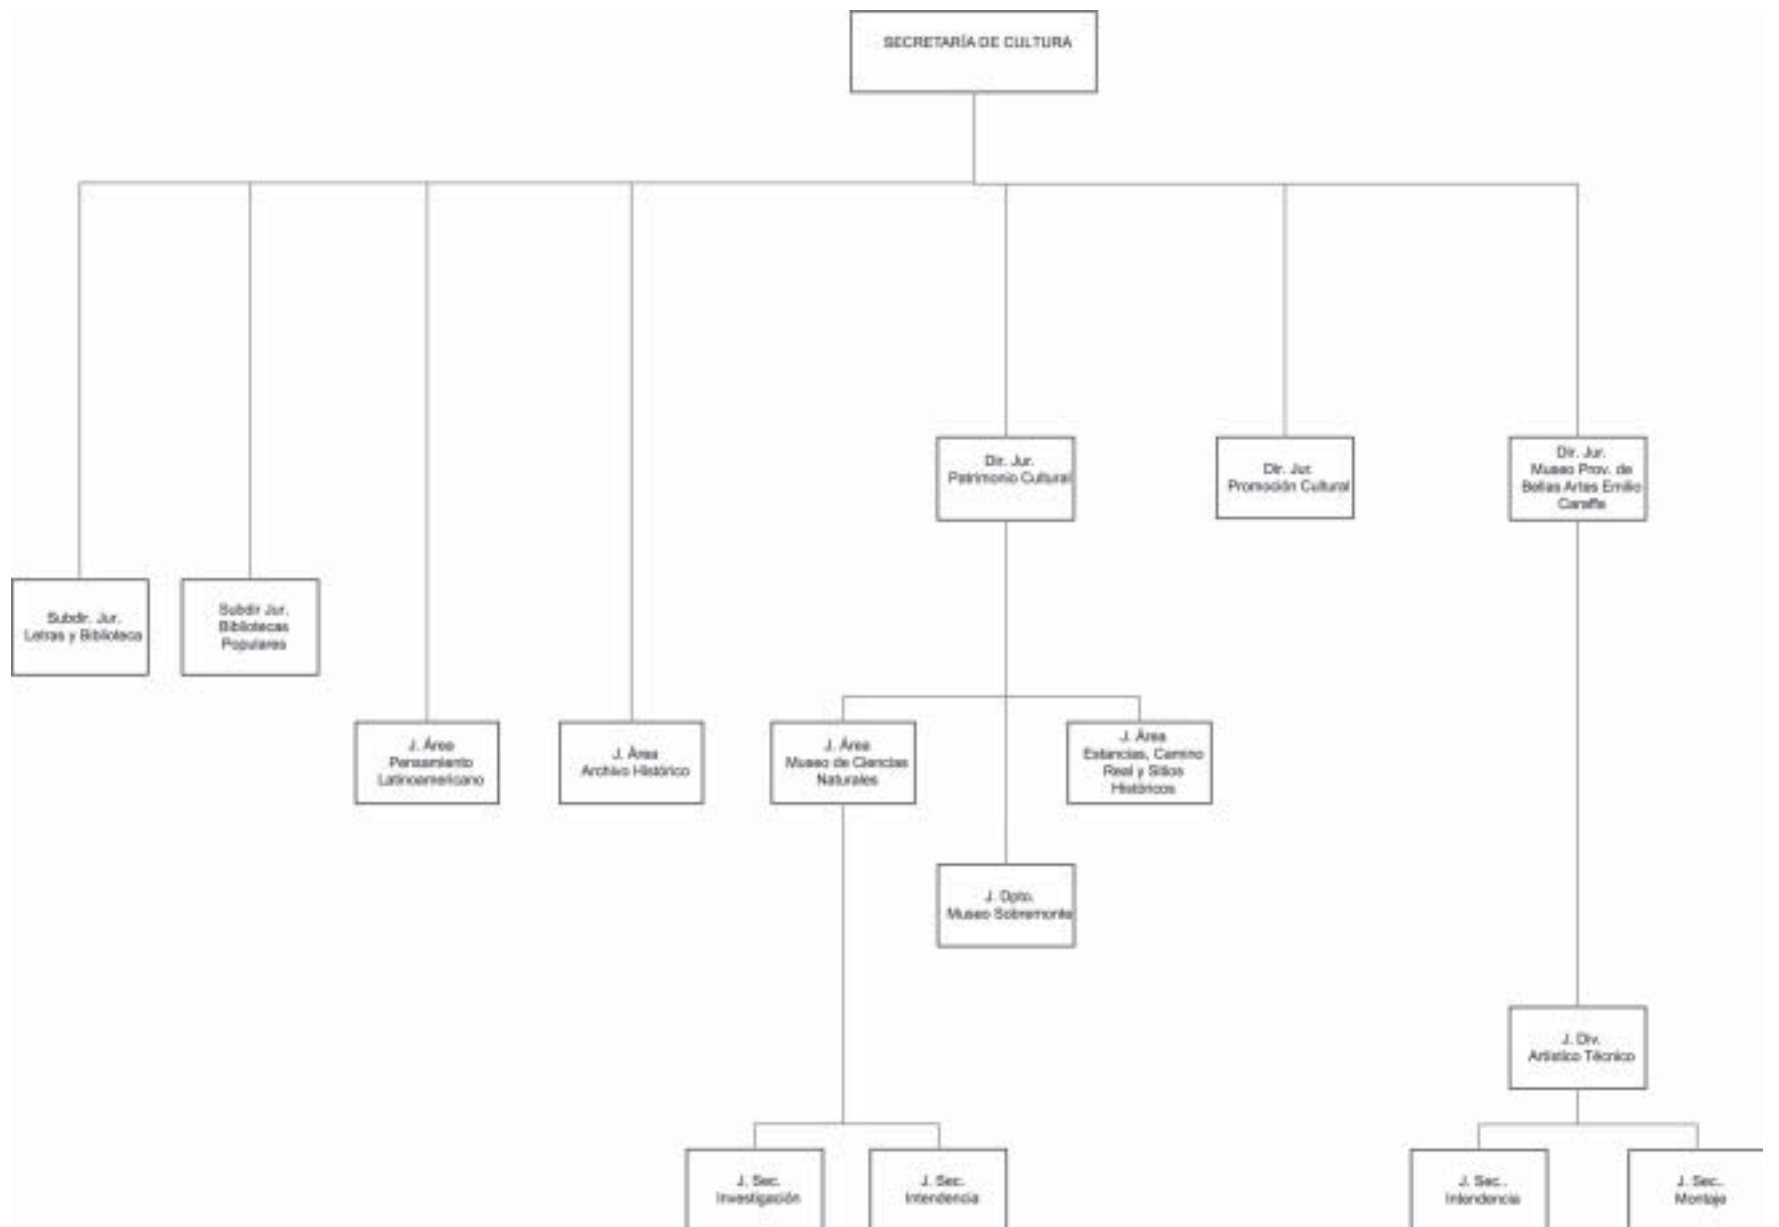 SECRETARÍA DE CULTURA
Dir. Jur.
Patrimonio Cultural
Dir. Jur.
Promoción Cultural
Dir. Jur.
Museo Prov. de
Bellas Artes Emilio
Caraffa
Subdir. Jur.
Letras y Biblioteca
Subdir Jur.
Bibliotecas
Populares
J. Área
Pensamiento
Latinoamericano
J. Área
Archivo Histórico
J. Área
Museo de Ciencias
Naturales
J. Área
Estancias, Camino
Real y Sitios
Históricos
J. Dpto.
Museo Sobremonte
J. Div.
Artístico Técnico
J. Sec.
Investigación
J. Sec.
Intendencia
J. Sec..
Intendencia
J. Sec..
Montaje